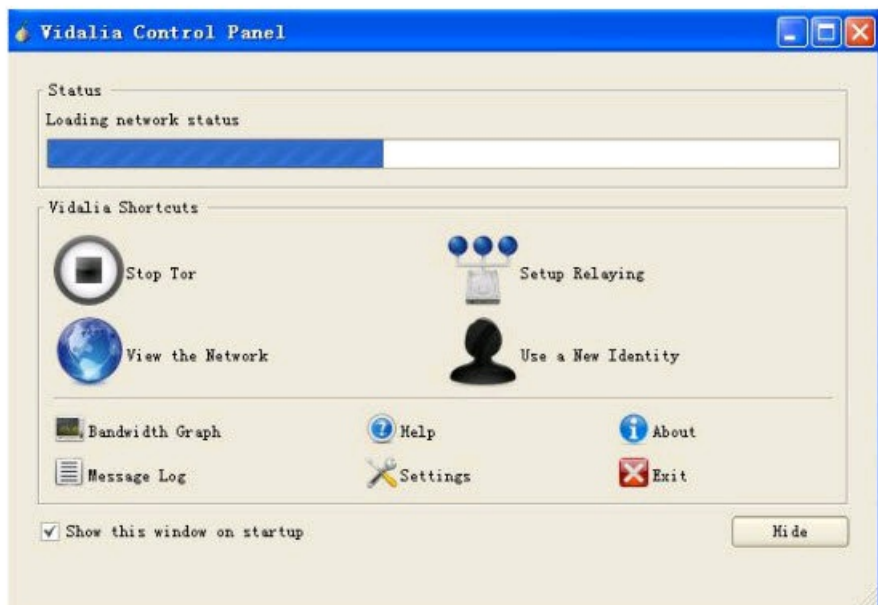 Vidalia Control Panel
Status
Loading network status
Vidalia Shortcuts
Stop Tor
Setup Relaying
View the Network
Use a New Identity
Bandwidth Graph
Help
About
Message Log
Settings
Exit
Show this window on startup
Hide